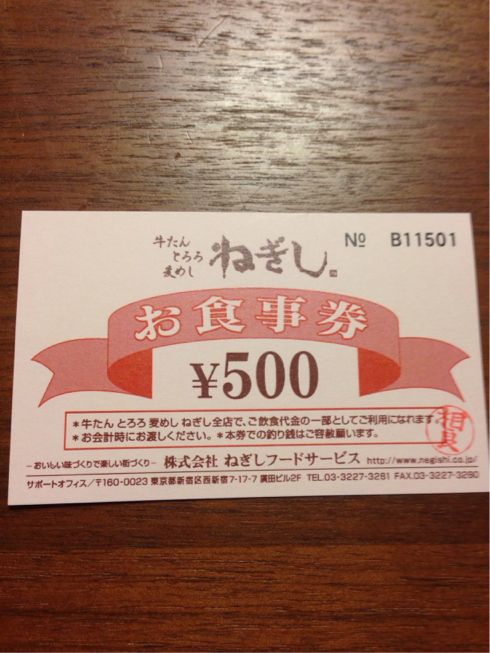 牛たん
とろろ
麦めし
ねぎし
№ B11501
お食事券
¥500
*牛たん とろろ 麦めし ねぎし全店で、ご飲食代金の一部としてご利用になれます。
*お会計時にお渡しください。*本券での釣り銭はご容赦願います。
相良
-おいしい味づくりで楽しい街づくり- 株式会社 ねぎしフードサービス http://www.negishi.co.jp/
サポートオフィス/〒160-0023 東京都新宿区西新宿7-17-7 廣田ビル2F TEL.03-3227-3281 FAX.03-3227-3280